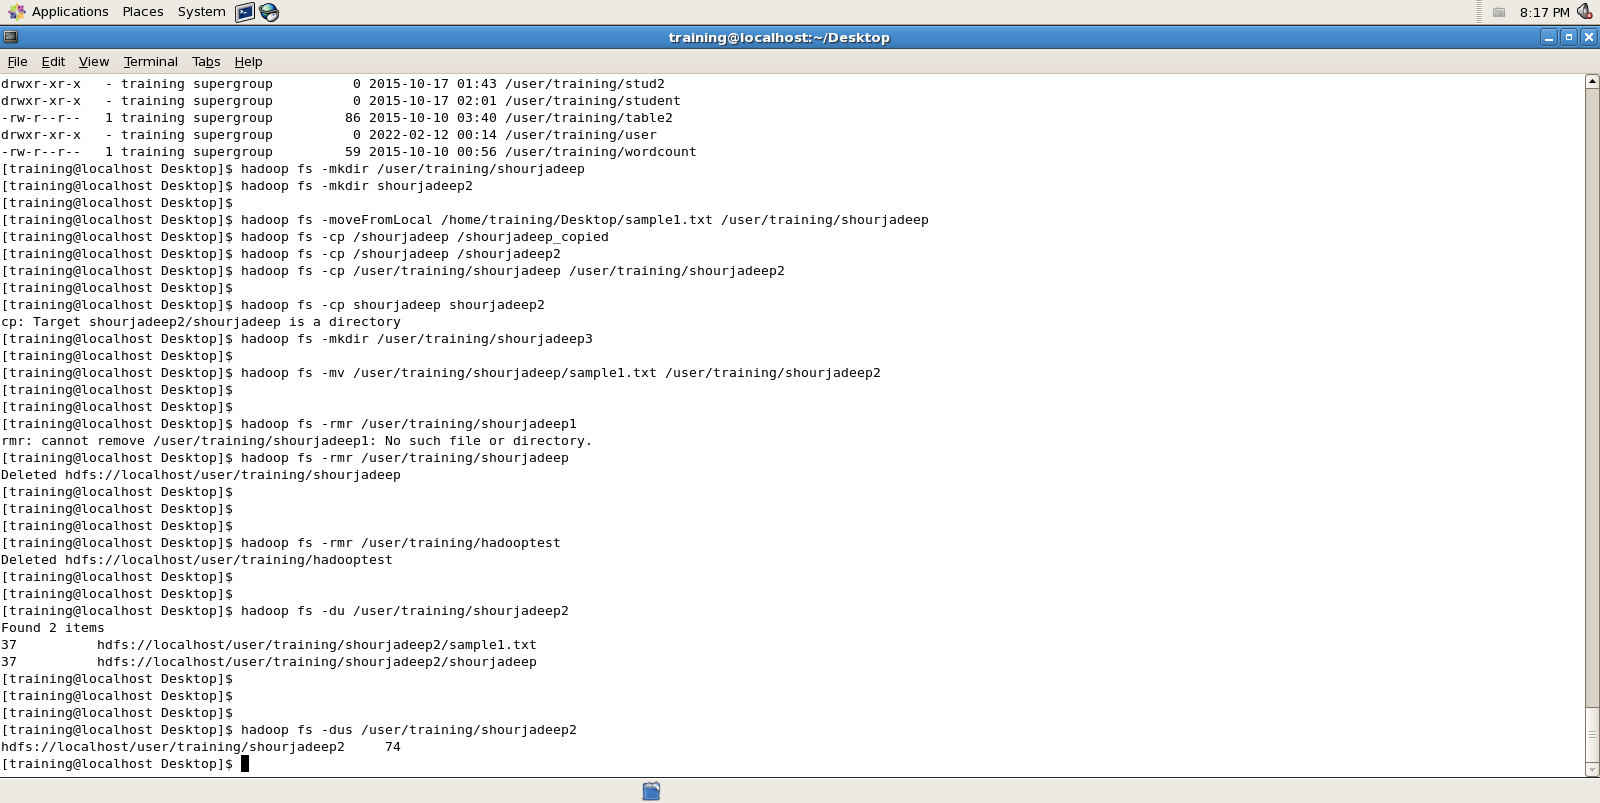 Applications Places System 8:17 PM
training@localhost:~/Desktop
File Edit View Terminal Tabs Help
drwxr-xr-x   - training supergroup          0 2015-10-17 01:43 /user/training/stud2
drwxr-xr-x   - training supergroup          0 2015-10-17 02:01 /user/training/student
-rw-r--r--   1 training supergroup         86 2015-10-10 03:40 /user/training/table2
drwxr-xr-x   - training supergroup          0 2022-02-12 00:14 /user/training/user
-rw-r--r--   1 training supergroup         59 2015-10-10 00:56 /user/training/wordcount
[training@localhost Desktop]$ hadoop fs -mkdir /user/training/shourjadeep
[training@localhost Desktop]$ hadoop fs -mkdir shourjadeep2
[training@localhost Desktop]$
[training@localhost Desktop]$ hadoop fs -moveFromLocal /home/training/Desktop/sample1.txt /user/training/shourjadeep
[training@localhost Desktop]$ hadoop fs -cp /shourjadeep /shourjadeep_copied
[training@localhost Desktop]$ hadoop fs -cp /shourjadeep /shourjadeep2
[training@localhost Desktop]$ hadoop fs -cp /user/training/shourjadeep /user/training/shourjadeep2
[training@localhost Desktop]$
[training@localhost Desktop]$ hadoop fs -cp shourjadeep shourjadeep2
cp: Target shourjadeep2/shourjadeep is a directory
[training@localhost Desktop]$ hadoop fs -mkdir /user/training/shourjadeep3
[training@localhost Desktop]$
[training@localhost Desktop]$ hadoop fs -mv /user/training/shourjadeep/sample1.txt /user/training/shourjadeep2
[training@localhost Desktop]$
[training@localhost Desktop]$
[training@localhost Desktop]$ hadoop fs -rmr /user/training/shourjadeep1
rmr: cannot remove /user/training/shourjadeep1: No such file or directory.
[training@localhost Desktop]$ hadoop fs -rmr /user/training/shourjadeep
Deleted hdfs://localhost/user/training/shourjadeep
[training@localhost Desktop]$
[training@localhost Desktop]$
[training@localhost Desktop]$
[training@localhost Desktop]$ hadoop fs -rmr /user/training/hadooptest
Deleted hdfs://localhost/user/training/hadooptest
[training@localhost Desktop]$
[training@localhost Desktop]$
[training@localhost Desktop]$ hadoop fs -du /user/training/shourjadeep2
Found 2 items
37          hdfs://localhost/user/training/shourjadeep2/sample1.txt
37          hdfs://localhost/user/training/shourjadeep2/shourjadeep
[training@localhost Desktop]$
[training@localhost Desktop]$
[training@localhost Desktop]$
[training@localhost Desktop]$ hadoop fs -dus /user/training/shourjadeep2
hdfs://localhost/user/training/shourjadeep2     74
[training@localhost Desktop]$